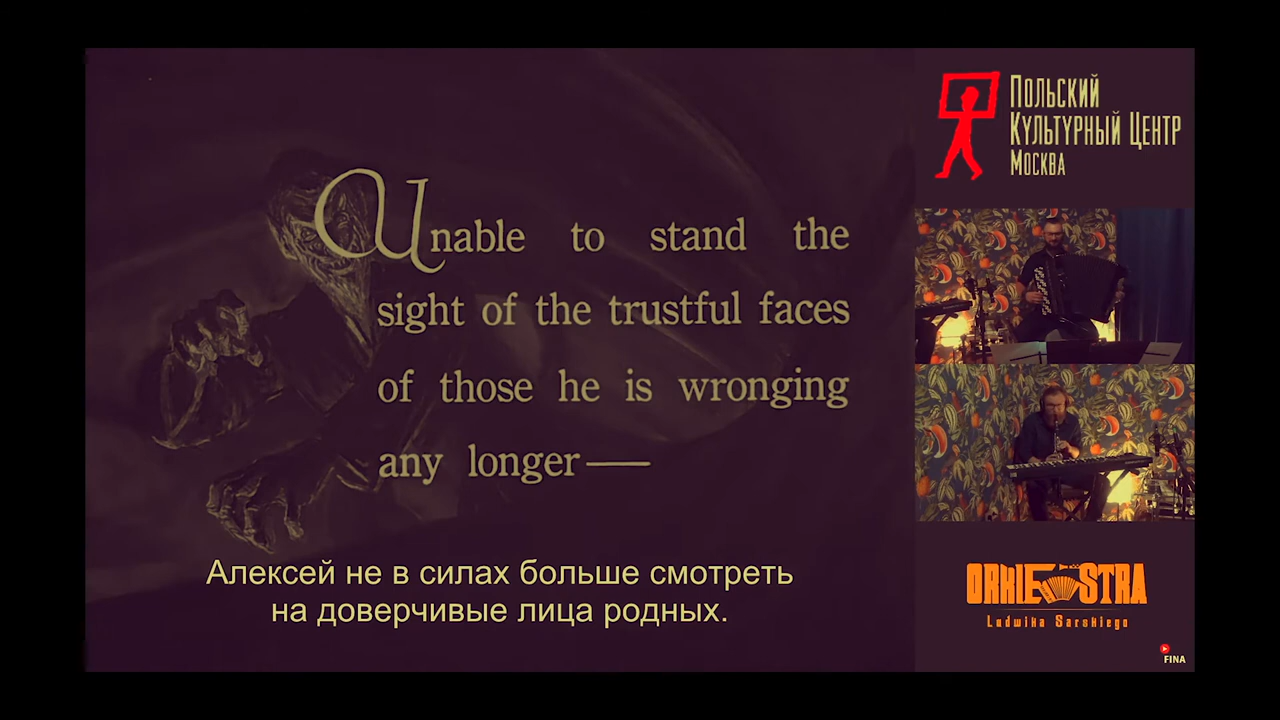 Unable to stand the
sight of the trustful faces
of those he is wronging
any longer——
Алексей не в силах больше смотреть
на доверчивые лица родных.
Польский
Культурный Центр
Москва
ORKIESTRA
Ludwika Sarskiego
FINA